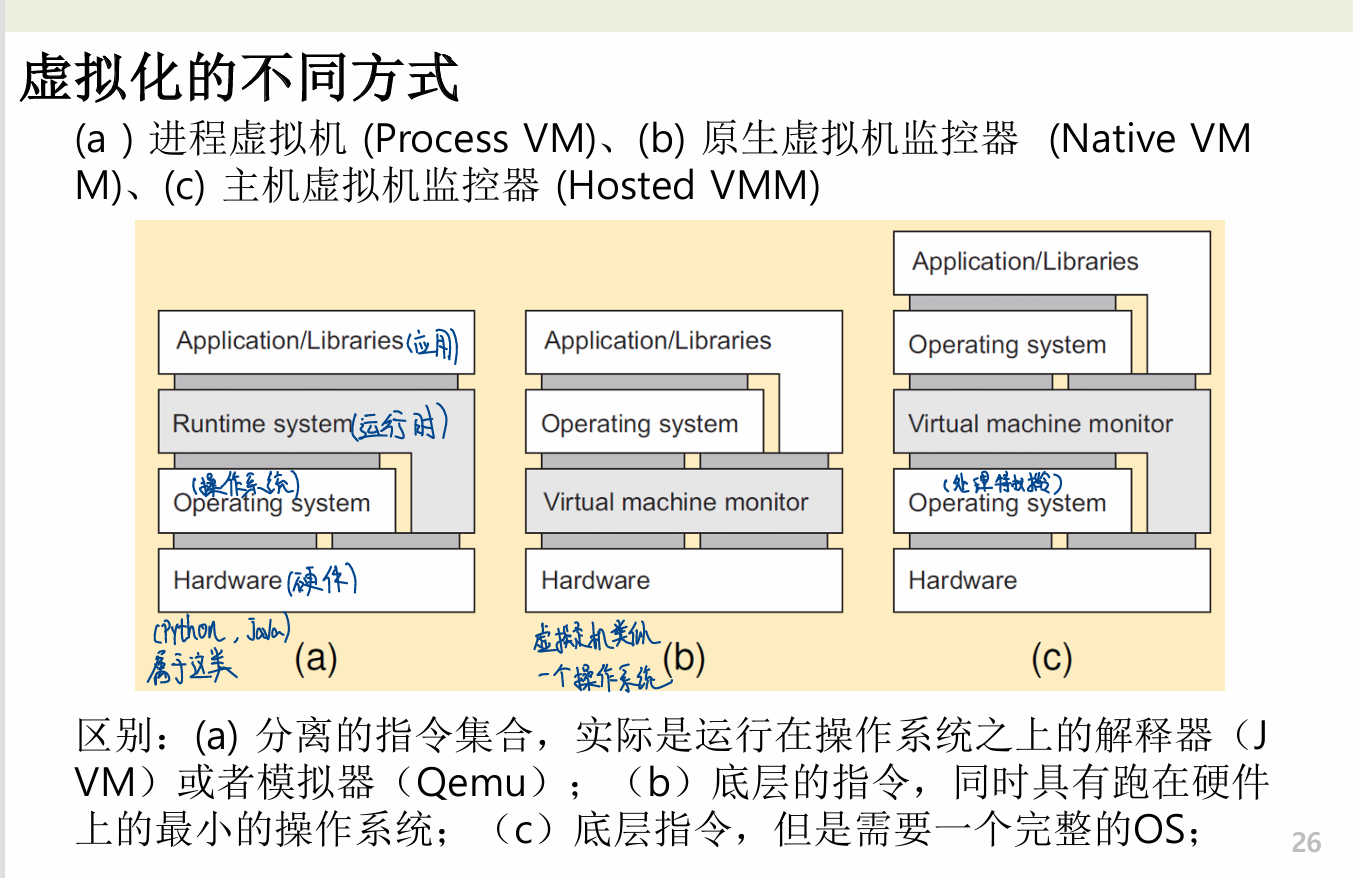 虚拟化的不同方式
(a ) 进程虚拟机 (Process VM)、(b) 原生虚拟机监控器 (Native VM
M)、(c) 主机虚拟机监控器 (Hosted VMM)
Application/Libraries(应用)
Runtime system(运行时)
(操作系统)
Operating system
Hardware(硬件)
(Python, Java)
属于这类
(a)
Application/Libraries
Operating system
Virtual machine monitor
Hardware
虚拟机类似
一个操作系统
(b)
Application/Libraries
Operating system
Virtual machine monitor
(处理特权
Operating system
Hardware
(c)
区别：(a) 分离的指令集合，实际是运行在操作系统之上的解释器（J
VM）或者模拟器（Qemu）；（b）底层的指令，同时具有跑在硬件
上的最小的操作系统；（c）底层指令，但是需要一个完整的OS；
26